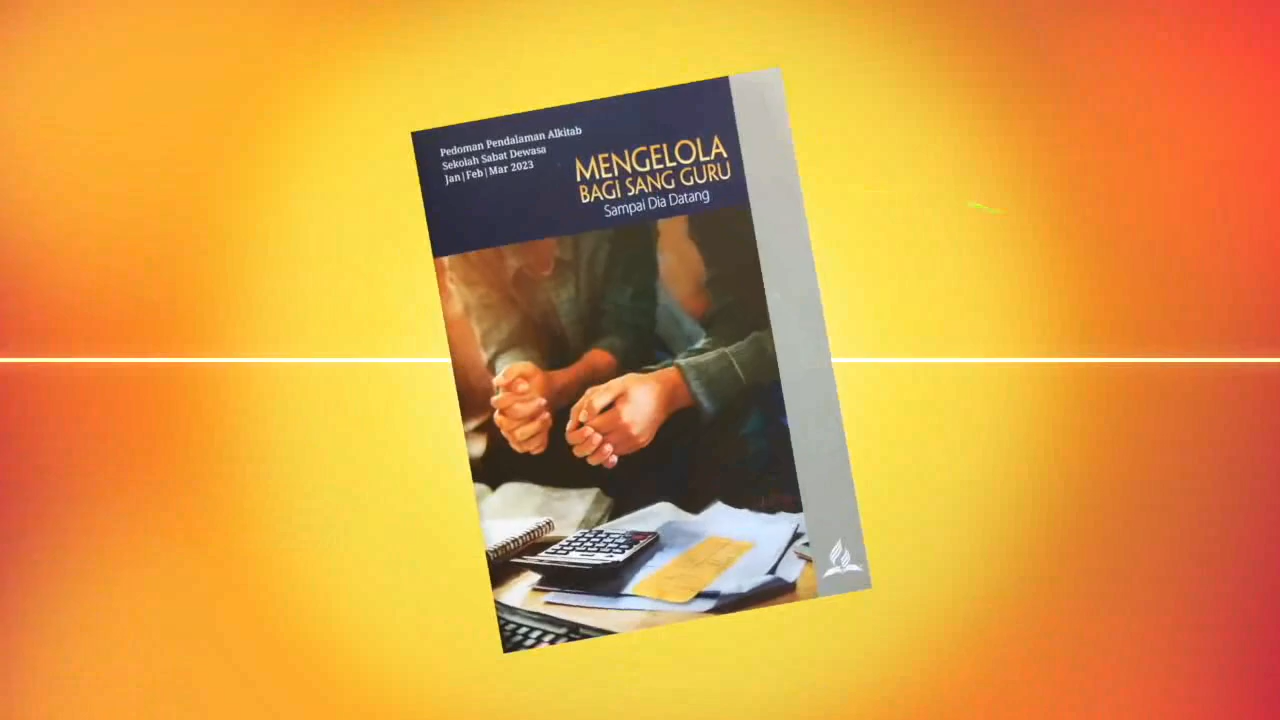 Pedoman Pendalaman Alkitab
Sekolah Sabat Dewasa
Jan|Feb|Mar 2023
MENGELOLA
BAGI SANG GURU
Sampai Dia Datang